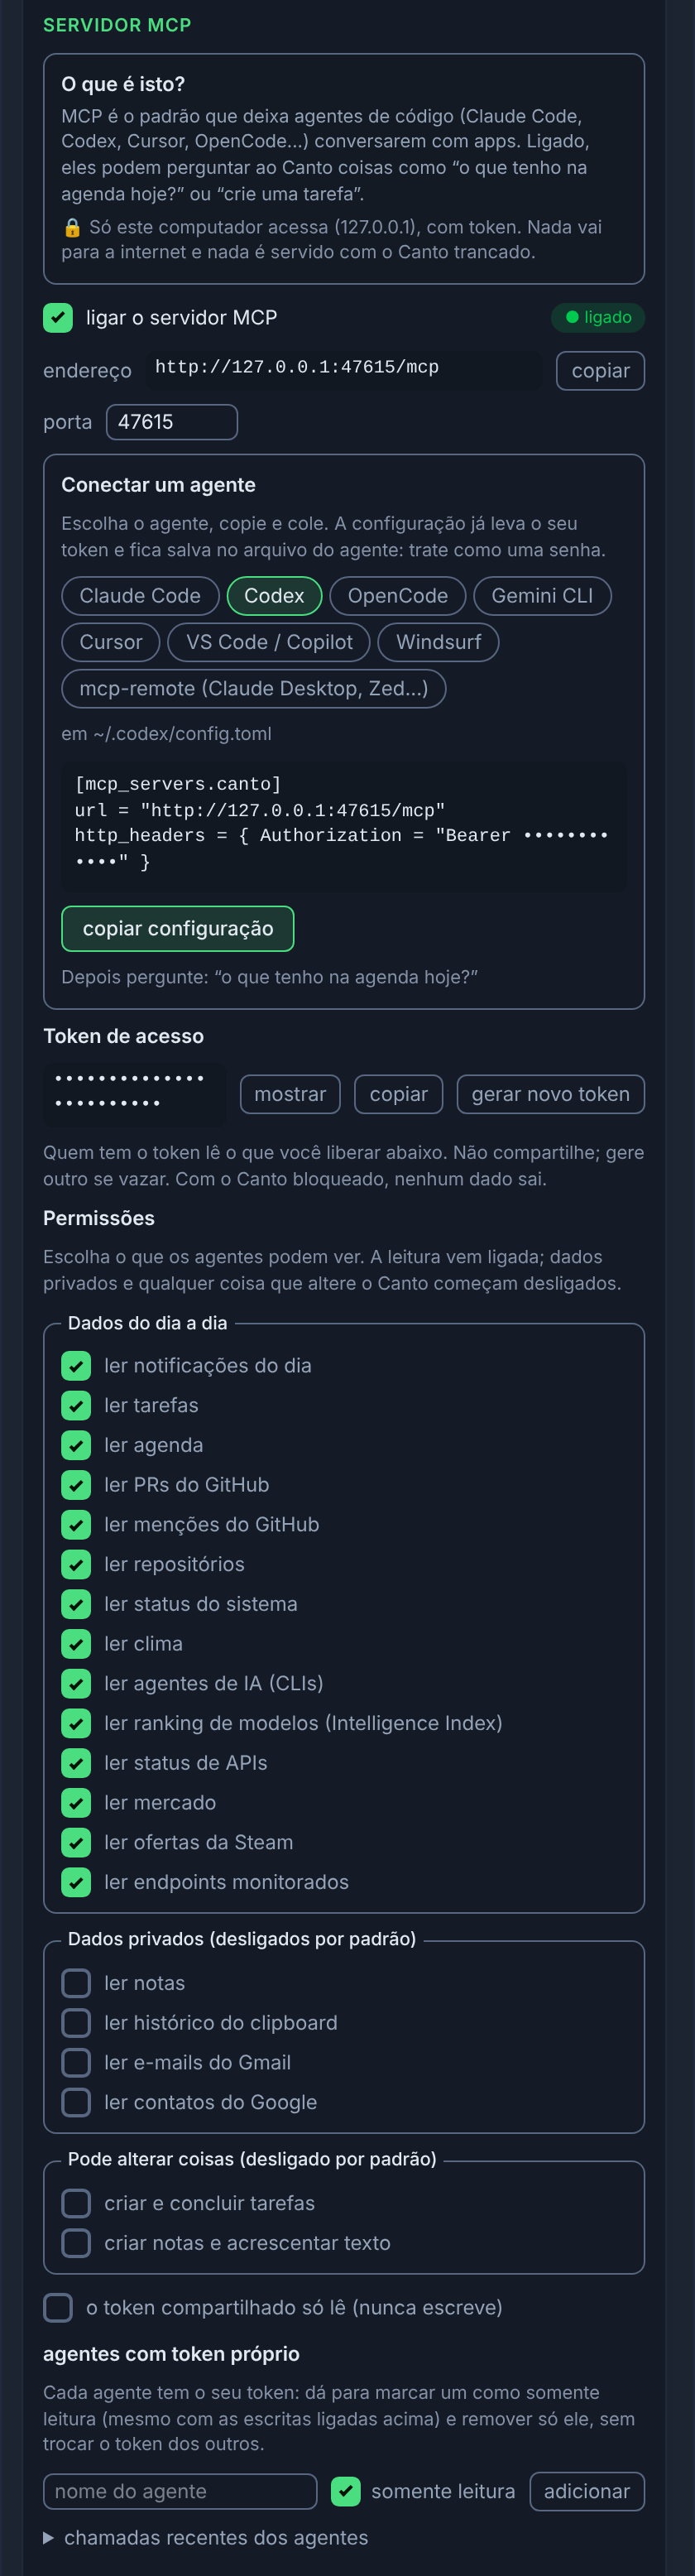 SERVIDOR MCP
O que é isto?
MCP é o padrão que deixa agentes de código (Claude Code,
Codex, Cursor, OpenCode…) conversarem com apps. Ligado,
eles podem perguntar ao Canto coisas como “o que tenho na
agenda hoje?” ou “crie uma tarefa”.
🔒 Só este computador acessa (127.0.0.1), com token. Nada vai
para a internet e nada é servido com o Canto trancado.
ligar o servidor MCP
ligado
endereço http://127.0.0.1:47615/mcp copiar
porta 47615
Conectar um agente
Escolha o agente, copie e cole. A configuração já leva o seu
token e fica salva no arquivo do agente: trate como uma senha.
Claude Code Codex OpenCode Gemini CLI
Cursor VS Code / Copilot Windsurf
mcp-remote (Claude Desktop, Zed…)
em ~/.codex/config.toml
[mcp_servers.canto]
url = "http://127.0.0.1:47615/mcp"
http_headers = { Authorization = "Bearer ••••••••
••••" }
copiar configuração
Depois pergunte: “o que tenho na agenda hoje?”
Token de acesso
••••••••••••••
••••••••••
mostrar copiar gerar novo token
Quem tem o token lê o que você liberar abaixo. Não compartilhe; gere
outro se vazar. Com o Canto bloqueado, nenhum dado sai.
Permissões
Escolha o que os agentes podem ver. A leitura vem ligada; dados
privados e qualquer coisa que altere o Canto começam desligados.
Dados do dia a dia
ler notificações do dia
ler tarefas
ler agenda
ler PRs do GitHub
ler menções do GitHub
ler repositórios
ler status do sistema
ler clima
ler agentes de IA (CLIs)
ler ranking de modelos (Intelligence Index)
ler status de APIs
ler mercado
ler ofertas da Steam
ler endpoints monitorados
Dados privados (desligados por padrão)
ler notas
ler histórico do clipboard
ler e-mails do Gmail
ler contatos do Google
Pode alterar coisas (desligado por padrão)
criar e concluir tarefas
criar notas e acrescentar texto
o token compartilhado só lê (nunca escreve)
agentes com token próprio
Cada agente tem o seu token: dá para marcar um como somente
leitura (mesmo com as escritas ligadas acima) e remover só ele, sem
trocar o token dos outros.
nome do agente somente leitura adicionar
▶ chamadas recentes dos agentes